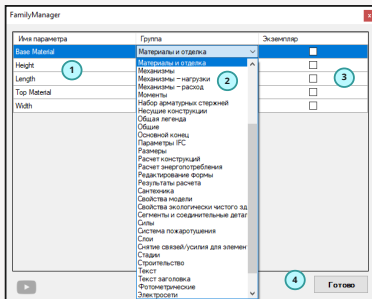 FamilyManager
x
Имя параметра Группа Экземпляр
Base Material Материалы и отделка
Height
Length
Top Material
Width
Материалы и отделка
Механизмы
Механизмы – нагрузки
Механизмы – расход
Моменты
Набор арматурных стержней
Несущие конструкции
Общая легенда
Общие
Основной конец
Параметры IFC
Размеры
Расчет конструкций
Расчет энергопотребления
Редактирование формы
Результаты расчета
Сантехника
Свойства модели
Свойства экологически чистого зд
Сегменты и соединительные детал
Силы
Система пожаротушения
Слои
Снятие связей/усилия для элемен
Стадии
Строительство
Текст
Текст заголовка
Фотометрические
Электросети
1
2
3
4
Готово